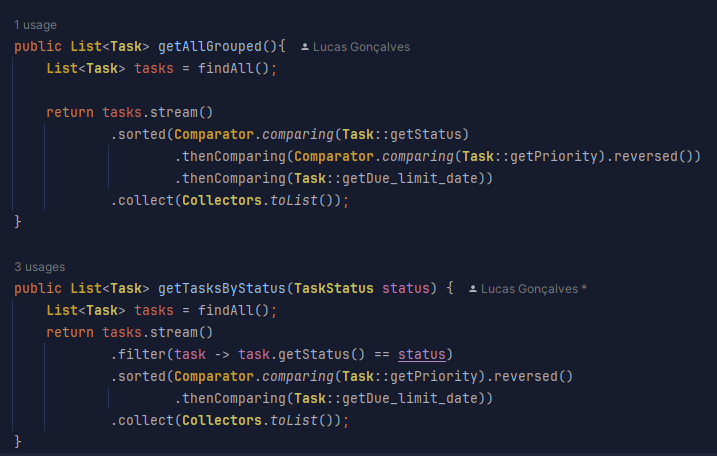 1 usage
public List<Task> getAllGrouped(){ Lucas Gonçalves
List<Task> tasks = findAll();
return tasks.stream()
.sorted(Comparator.comparing(Task::getStatus)
.thenComparing(Comparator.comparing(Task::getPriority).reversed())
.thenComparing(Task::getDue_limit_date))
.collect(Collectors.toList());
}
3 usages
public List<Task> getTasksByStatus(TaskStatus status) { Lucas Gonçalves *
List<Task> tasks = findAll();
return tasks.stream()
.filter(task -> task.getStatus() == status)
.sorted(Comparator.comparing(Task::getPriority).reversed()
.thenComparing(Task::getDue_limit_date))
.collect(Collectors.toList());
}